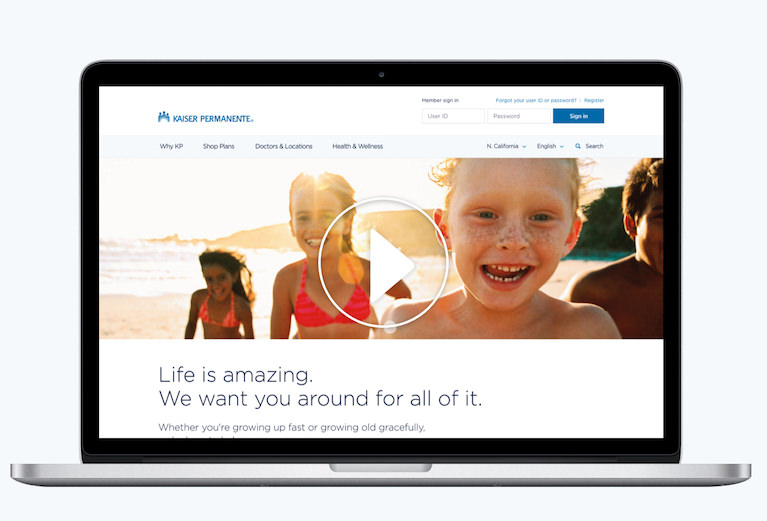 Member sign in
Forgot your user ID or password? | Register
KAISER PERMANENTE®
User ID
Password
Sign in
Why KP
Shop Plans
Doctors & Locations
Health & Wellness
N. California
English
Search
Life is amazing.
We want you around for all of it.
Whether you're growing up fast or growing old gracefully,